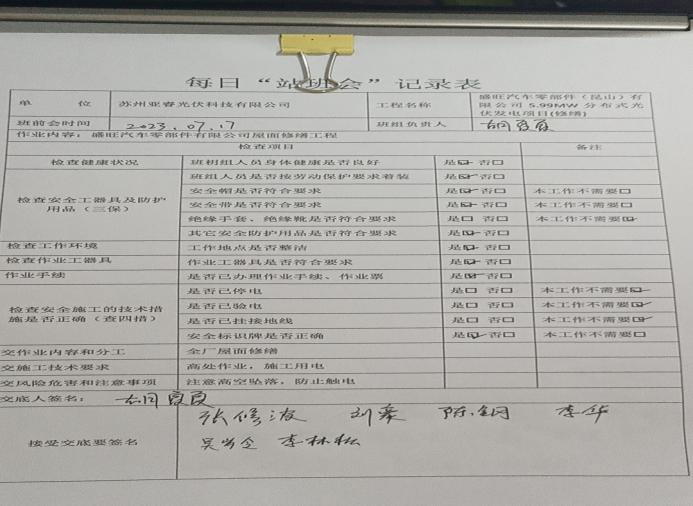 每日“站班会”记录表
单 位 苏州亚睿光伏科技有限公司 工程名称 盛旺汽车零部件（昆山）有限公司5.99MW分布式光伏发电项目(修缮)
班前会时间 2023.07.17 班组负责人 胡夏夏
作业内容：盛旺汽车零部件有限公司屋面修缮工程
检查项目 备注
检查健康状况 班组组人员身体健康是否良好 是☑ 否□
检查安全工器具及防护用品（三保） 班组人员是否按劳动保护要求着装 是☑ 否□
安全帽是否符合要求 是☑ 否□ 本工作不需要□
安全带是否符合要求 是☑ 否□ 本工作不需要□
绝缘手套、绝缘靴是否符合要求 是□ 否□ 本工作不需要☑
其它安全防护用品是否符合要求 是☑ 否□
检查工作环境 工作地点是否整洁 是☑ 否□
检查作业工器具 作业工器具是否符合要求 是☑ 否□
作业手续 是否已办理作业手续、作业票 是☑ 否□
检查安全施工的技术措施是否正确（查四措） 是否已停电 是□ 否□ 本工作不需要☑
是否已验电 是□ 否□ 本工作不需要☑
是否已挂接地线 是□ 否□ 本工作不需要☑
安全标识牌是否正确 是☑ 否□ 本工作不需要□
交作业内容和分工 全厂屋面修缮
交施工技术要求 高处作业，施工用电
交风险危害和注意事项 注意高空坠落，防止触电
交底人签名： 胡夏夏
接受交底要签名 张修波 刘豪 陈钢 李华
李林松